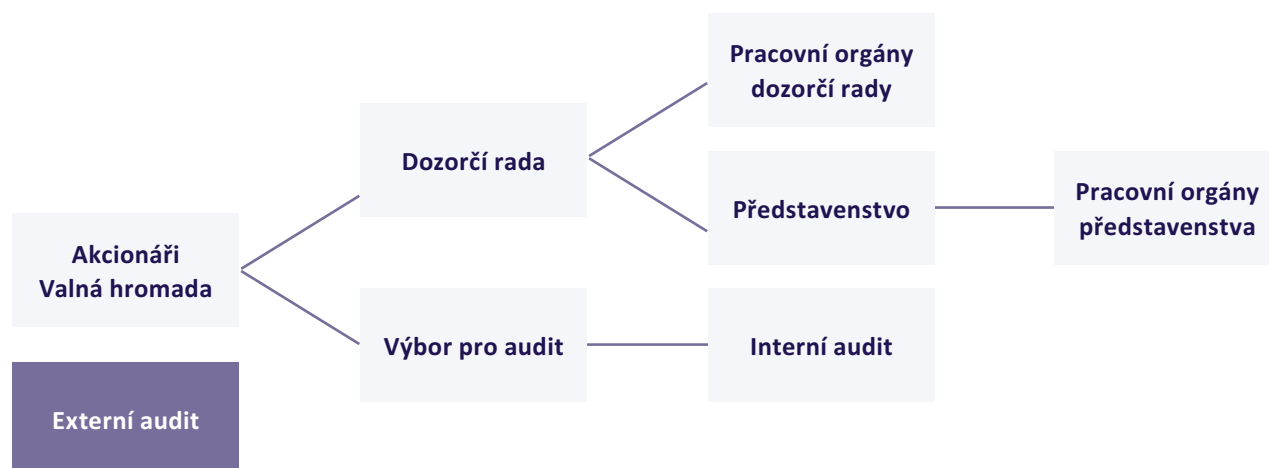 Pracovní orgány
dozorčí rady
Dozorčí rada
Představenstvo
Pracovní orgány
představenstva
Akcionáři
Valná hromada
Výbor pro audit
Interní audit
Externí audit